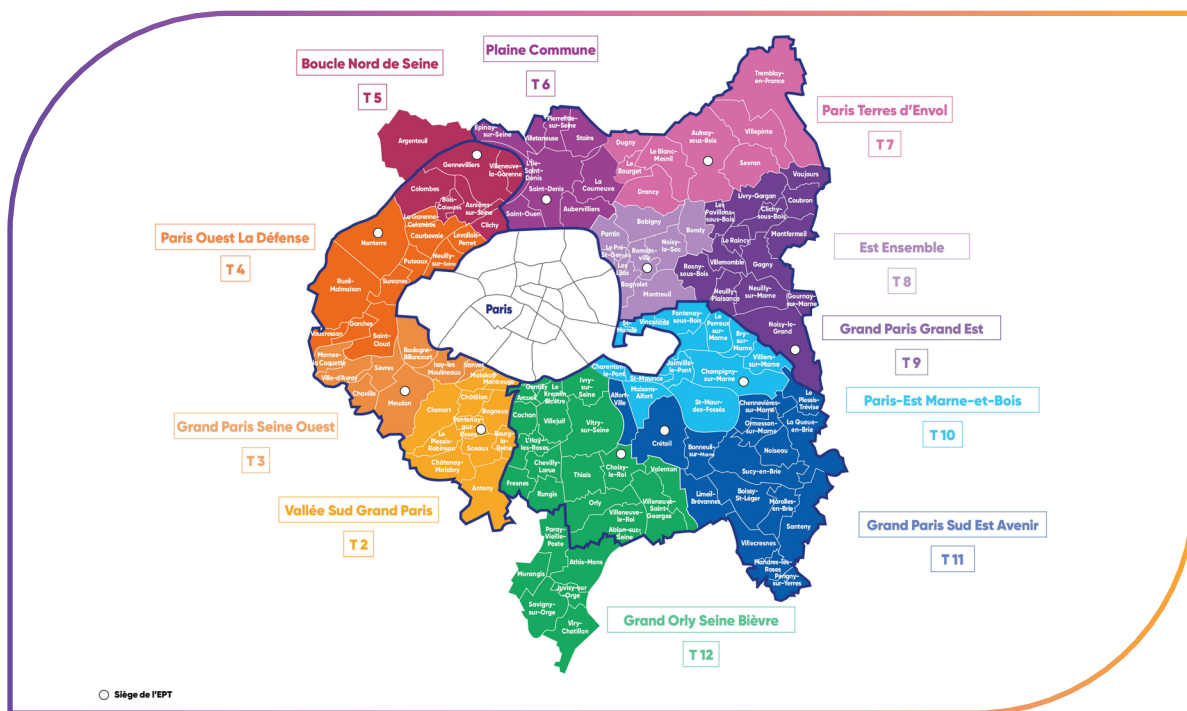 Plaine Commune
T 6
Boucle Nord de Seine
T 5
Paris Terres d'Envol
T 7
Paris Ouest La Défense
T 4
Est Ensemble
T 8
Grand Paris Grand Est
T 9
Paris-Est Marne-et-Bois
T 10
Grand Paris Seine Ouest
T 3
Vallée Sud Grand Paris
T 2
Grand Paris Sud Est Avenir
T 11
Grand Orly Seine Bièvre
T 12
Paris
Argenteuil
Gennevilliers
Villeneuve-
la-Garenne
Colombes
Bois-
Colombes
Asnières-
sur-Seine
Clichy
Epinay-
sur-Seine
Pierrefitte-
sur-Seine
Villetaneuse
Stains
L'Ile-
Saint-
Denis
Saint-Denis
La
Courneuve
Saint-Ouen
Aubervilliers
Tremblay-
en-France
Dugny
Le Blanc-
Mesnil
Aulnay-
sous-Bois
Villepinte
Le
Bourget
Sevran
Drancy
Vaujours
Livry-Gargan
Coubron
Les
Pavillons-
sous-Bois
Clichy-
sous-Bois
Montfermeil
Le Raincy
Villemomble
Gagny
Rosny-
sous-Bois
Neuilly-
Plaisance
Neuilly-
sur-Marne
Gournay-
sur-Marne
Noisy-
le-Grand
Bobigny
Pantin
Bondy
Le Pré-
St-Gervais
Noisy-
le-Sec
Romain-
ville
Les
Lilas
Bagnolet
Montreuil
La Garenne-
Colombes
Courbevoie
Levallois-
Perret
Nanterre
Puteaux
Neuilly-
sur-Seine
Rueil-
Malmaison
Suresnes
Garches
Vaucresson
Saint-
Cloud
Marnes-
la-Coquette
Sèvres
Boulogne-
Billancourt
Issy-les
Moulineaux
Ville-d'Avray
Chaville
Meudon
Vanves
Malakoff
Montrouge
Châtillon
Clamart
Bagneux
Fontenay-
aux-
Roses
Le
Plessis-
Robinson
Bourg-
la-Reine
Sceaux
Châtenay-
Malabry
Antony
St-
Mandé
Vincennes
Fontenay-
sous-Bois
Le
Perreux
sur-
Marne
Bry-
sur-
Marne
Charenton-
le-Pont
St-Maurice
Joinville-
le-Pont
Champigny-
sur-Marne
Villiers-
sur-Marne
Maisons-
Alfort
St-Maur-
des-Fossés
Alfort-
Ville
Créteil
Chennevières-
sur-Marne
Le
Plessis-
Trévise
Ormesson-
sur-Marne
La Queue-
en-Brie
Bonneuil-
sur-Marne
Noiseau
Sucy-en-Brie
Limeil-
Brévannes
Boissy-
St-Léger
Marolles-
en-Brie
Santeny
Villecresnes
Mandres-les-
Roses
Périgny-
sur-Yerres
Gentilly
Le
Kremlin
Bicêtre
Ivry-
sur-
Seine
Arcueil
Cachan
Villejuif
Vitry-
sur-Seine
L'Haÿ-
les-Roses
Chevilly-
Larue
Thiais
Choisy-
le-Roi
Valenton
Fresnes
Rungis
Orly
Villeneuve-
le-Roi
Villeneuve-
Saint-
Georges
Ablon-sur-
Seine
Paray-
Vieille-
Poste
Athis-Mons
Morangis
Juvisy-sur
-Orge
Savigny-
sur-Orge
Viry-
Chatillon
Siège de l'EPT